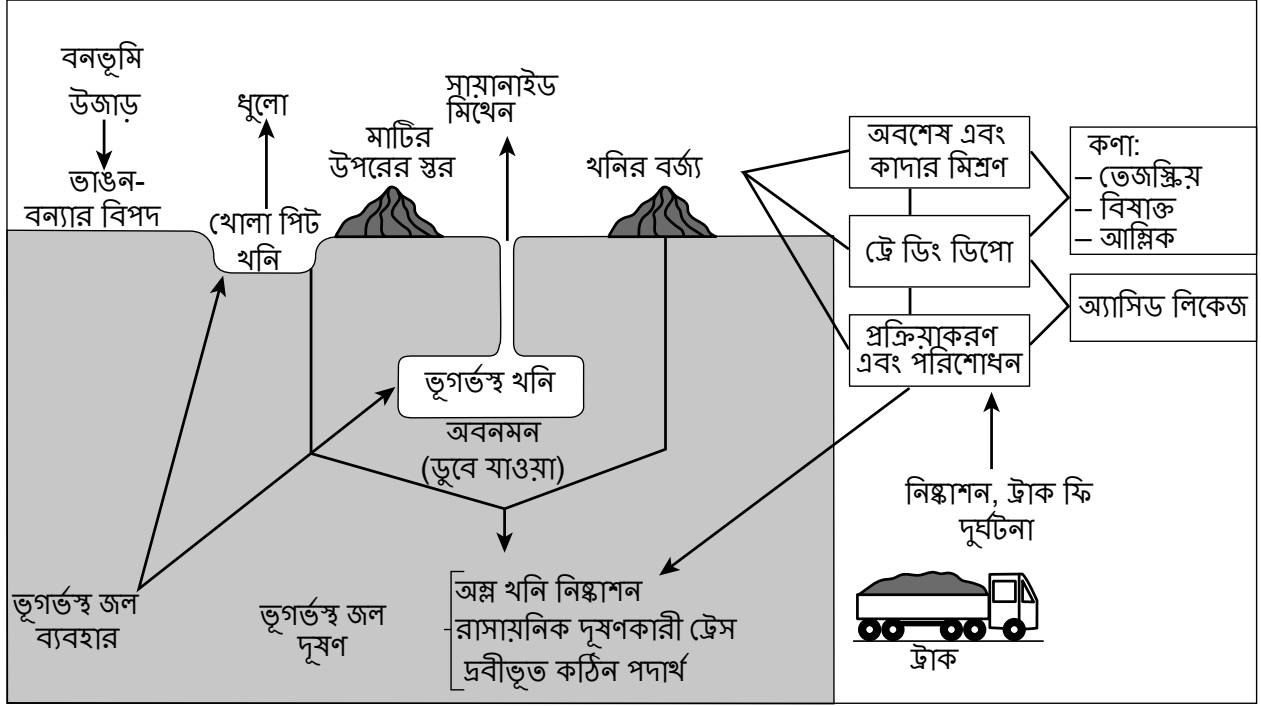 বনভূমি
উজাড়
ভাঙন-
বন্যার বিপদ
ধুলো
খোলা পিট
খনি
মাটির
উপরের স্তর
সায়ানাইড
মিথেন
খনির বর্জ্য
ভূগর্ভস্থ খনি
অবনমন
(ডুবে যাওয়া)
ভূগর্ভস্থ জল
ব্যবহার
ভূগর্ভস্থ জল
দূষণ
অম্ল খনি নিষ্কাশন
রাসায়নিক দূষণকারী ট্রেস
দ্রবীভূত কঠিন পদার্থ
অবশেষ এবং
কাদার মিশ্রণ
ট্রে ডিং ডিপো
প্রক্রিয়াকরণ
এবং পরিশোধন
কণা:
– তেজস্ক্রিয়
– বিষাক্ত
– আম্লিক
অ্যাসিড লিকেজ
নিষ্কাশন, ট্রাক ফি
দুর্ঘটনা
ট্রাক